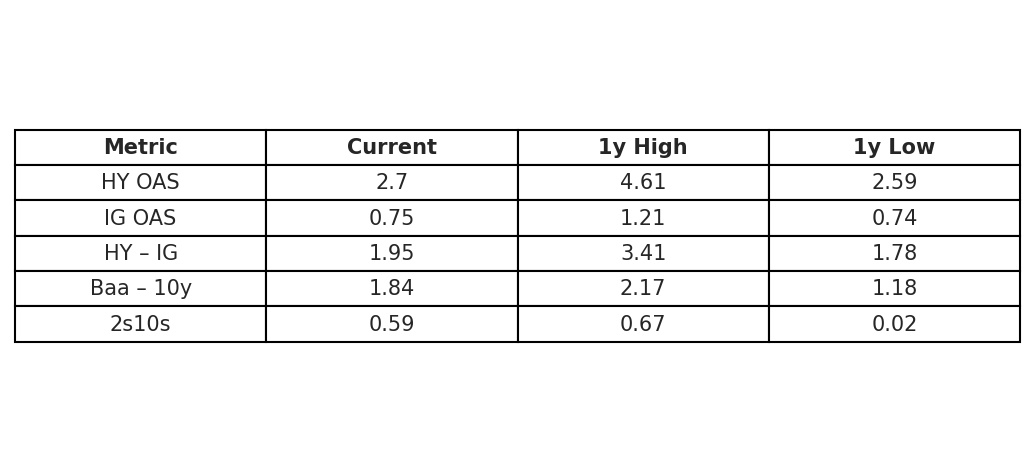 Metric Current 1y High 1y Low
HY OAS 2.7 4.61 2.59
IG OAS 0.75 1.21 0.74
HY – IG 1.95 3.41 1.78
Baa – 10y 1.84 2.17 1.18
2s10s 0.59 0.67 0.02